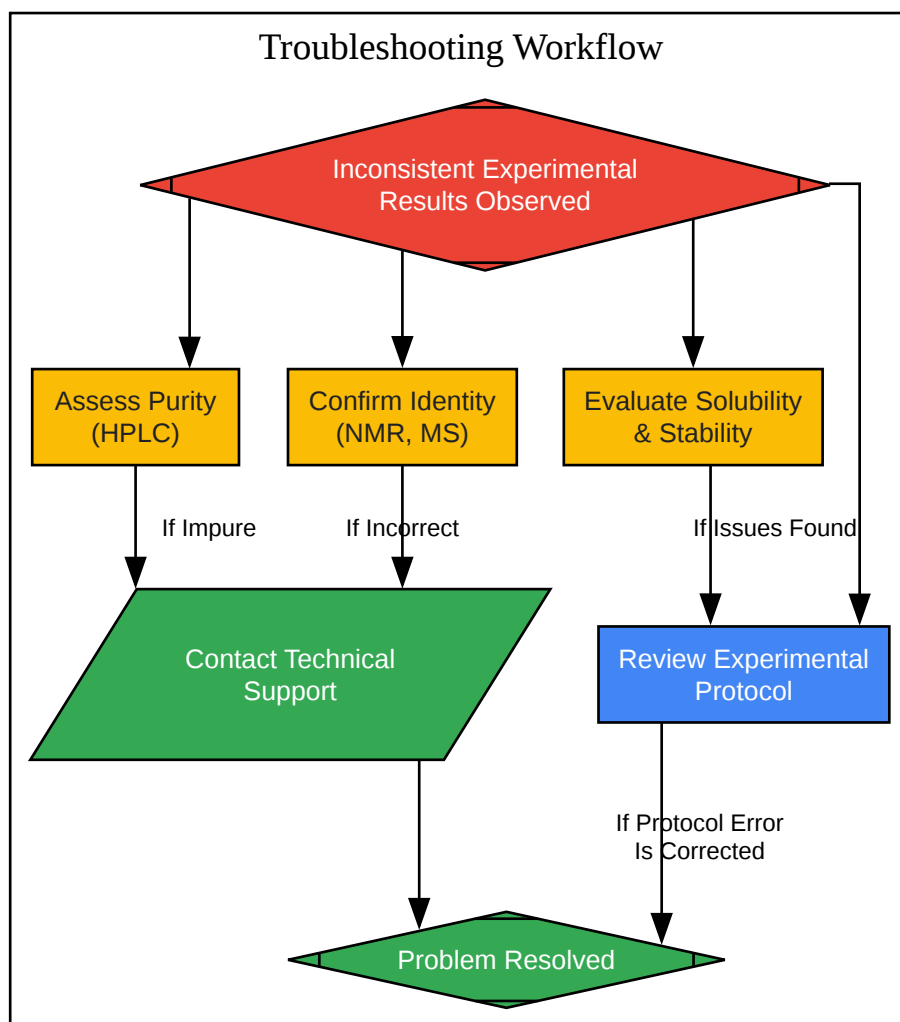 Troubleshooting Workflow
Inconsistent Experimental
Results Observed
Assess Purity
(HPLC)
Confirm Identity
(NMR, MS)
Evaluate Solubility
& Stability
If Impure
If Incorrect
If Issues Found
Contact Technical
Support
Review Experimental
Protocol
If Protocol Error
Is Corrected
Problem Resolved